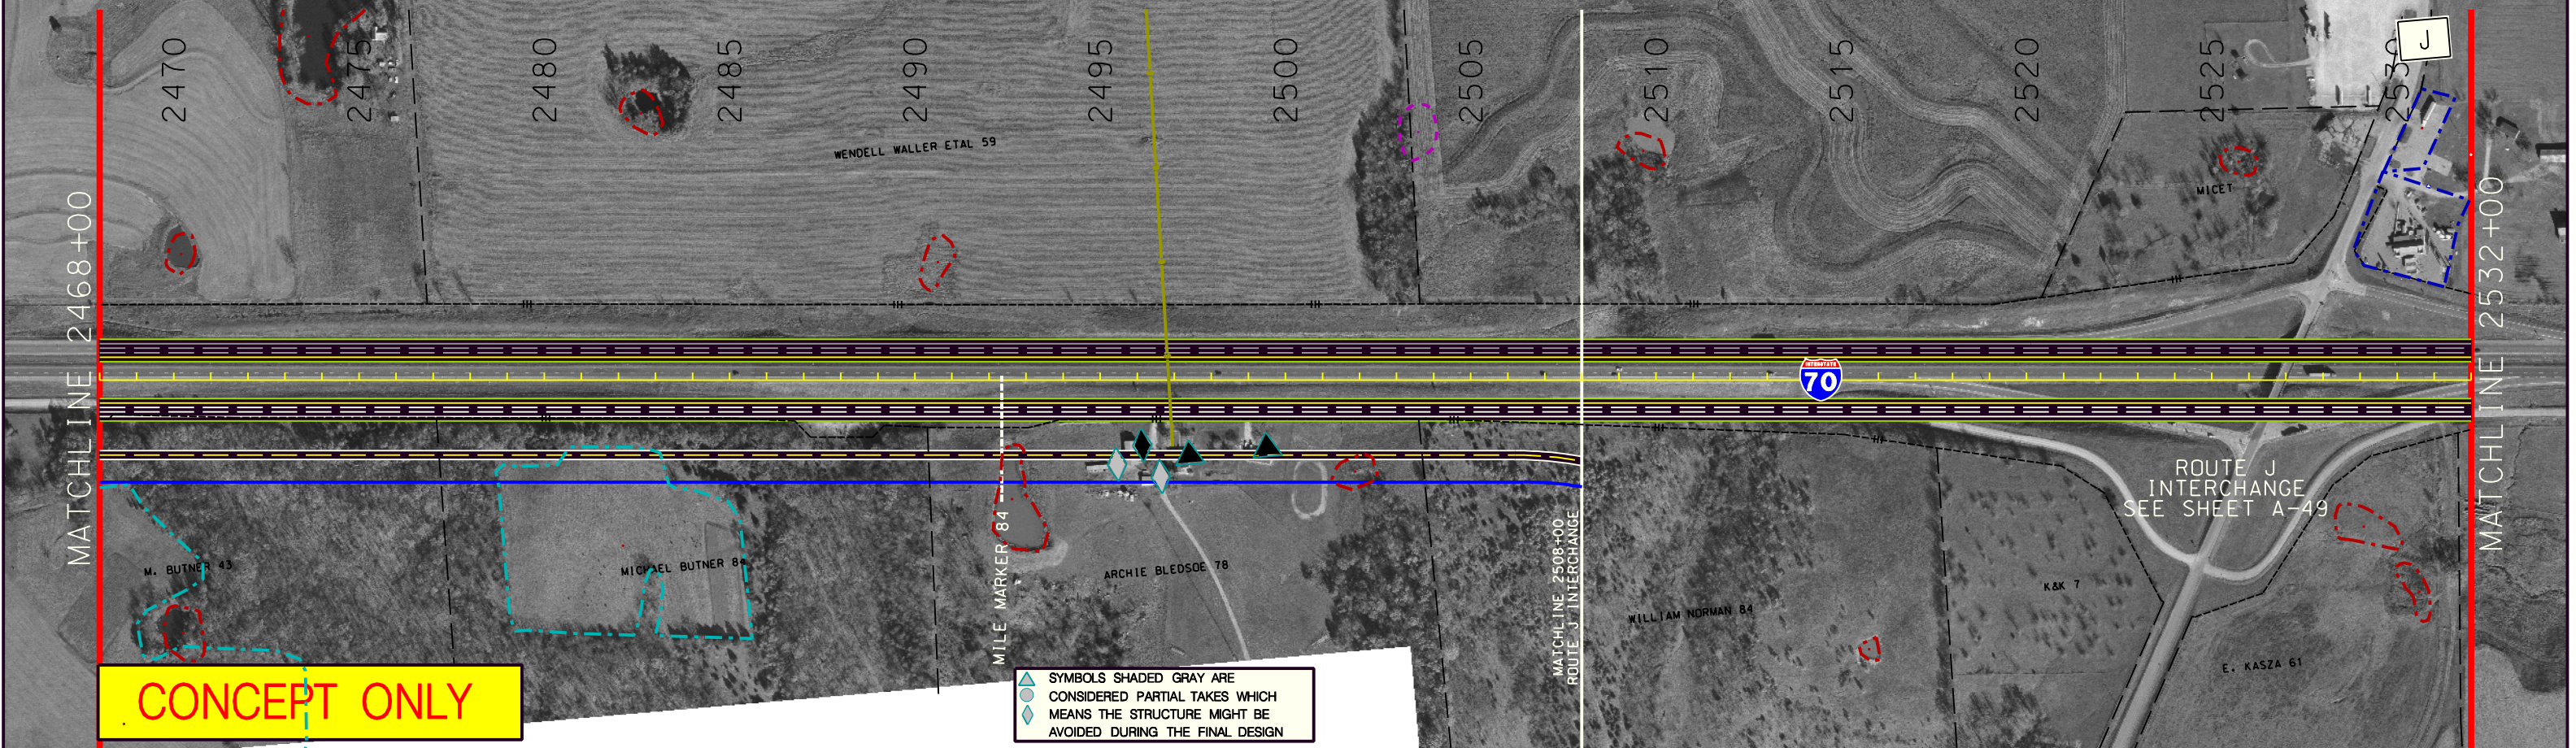 2470
2475
2480
2485
2490
2495
2500
2505
2510
2515
2520
2525
2530
J
WENDELL WALLER ETAL 59
MICET
MATCHLINE 2468+00
MATCHLINE 2532+00
INTERSTATE
70
ROUTE J
INTERCHANGE
SEE SHEET A-49
M. BUTNER 43
MICHAEL BUTNER 84
MILE MARKER 84
ARCHIE BLEDSOE 78
MATCHLINE 2508+00
ROUTE J INTERCHANGE
WILLIAM NORMAN 84
K&K 7
E. KASZA 61
CONCEPT ONLY
SYMBOLS SHADED GRAY ARE
CONSIDERED PARTIAL TAKES WHICH
MEANS THE STRUCTURE MIGHT BE
AVOIDED DURING THE FINAL DESIGN